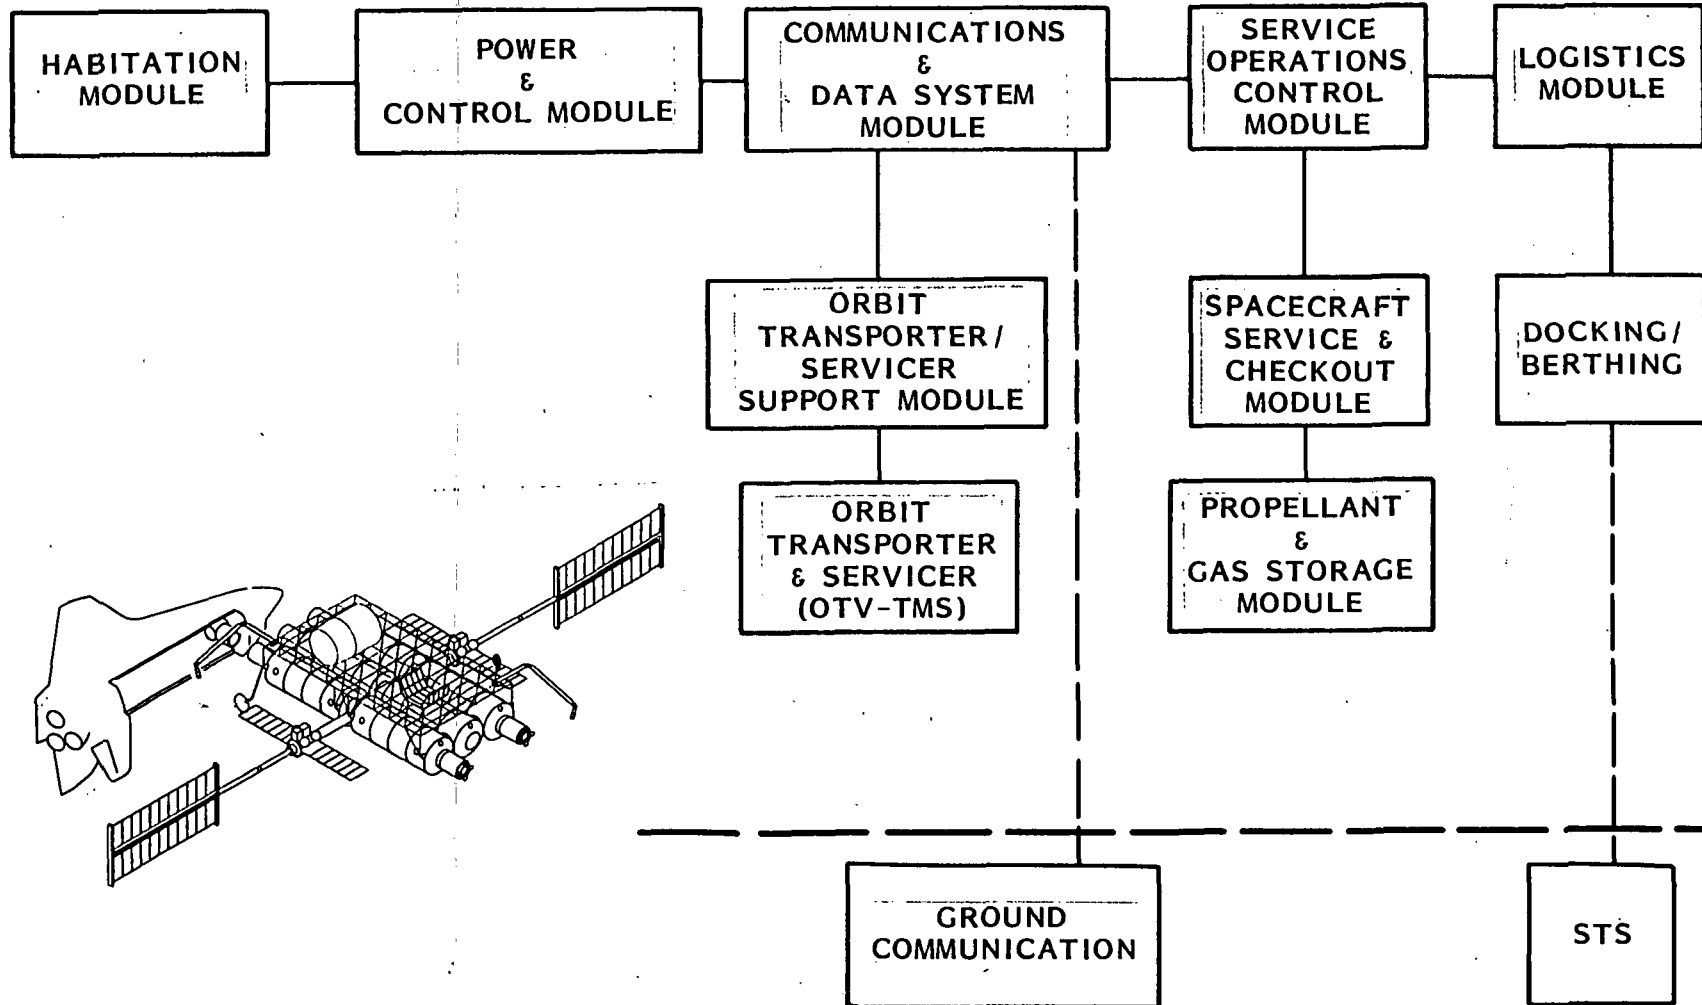 HABITATION
MODULE
POWER
&
CONTROL MODULE
COMMUNICATIONS
&
DATA SYSTEM
MODULE
SERVICE
OPERATIONS
CONTROL
MODULE
LOGISTICS
MODULE
ORBIT
TRANSPORTER/
SERVICER
SUPPORT MODULE
SPACECRAFT
SERVICE &
CHECKOUT
MODULE
DOCKING/
BERTHING
ORBIT
TRANSPORTER
& SERVICER
(OTV-TMS)
PROPELLANT
&
GAS STORAGE
MODULE
GROUND
COMMUNICATION
STS